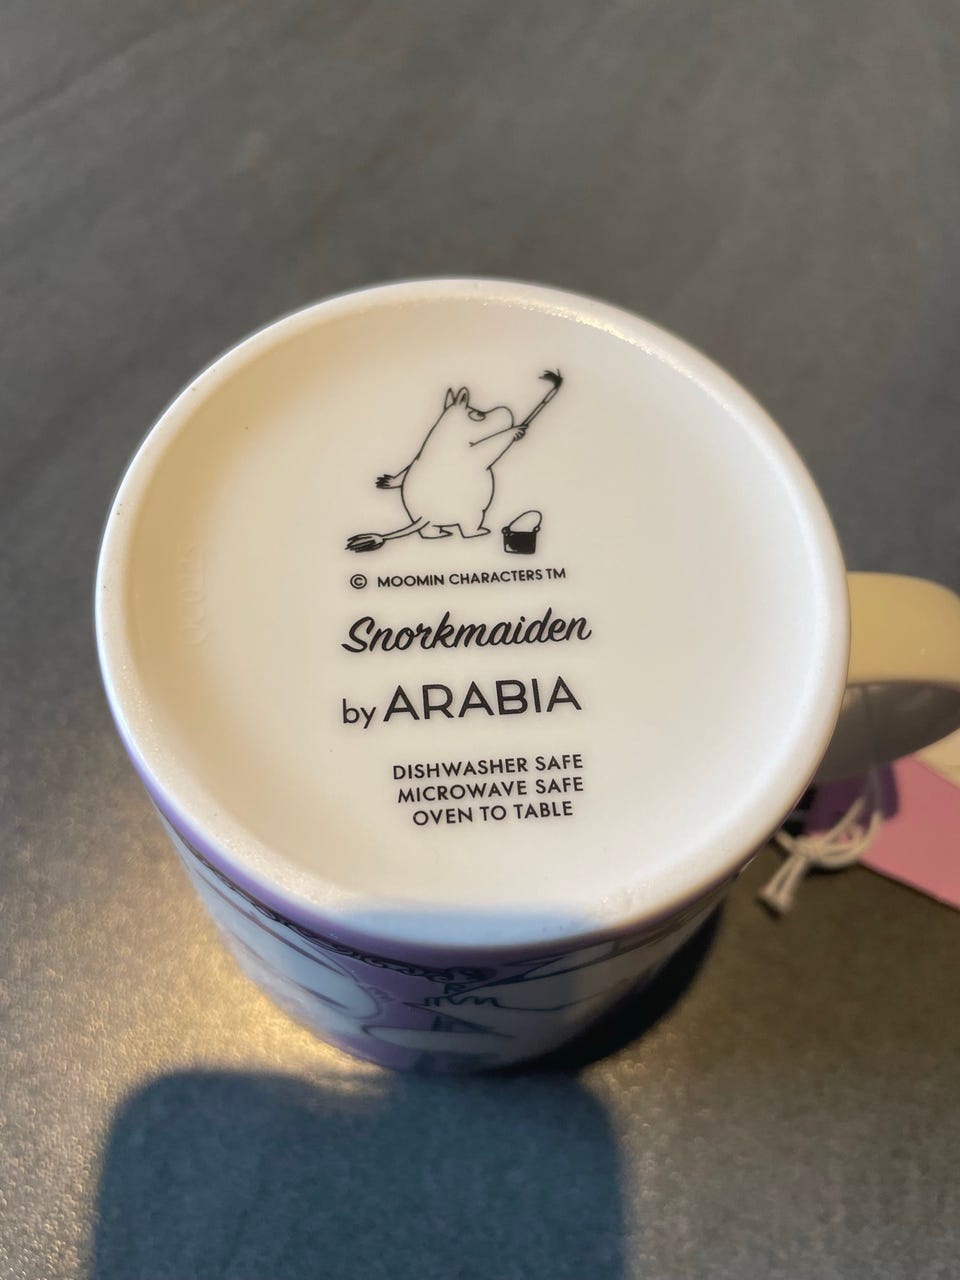 © MOOMIN CHARACTERS TM
Snorkmaiden
by ARABIA
DISHWASHER SAFE
MICROWAVE SAFE
OVEN TO TABLE